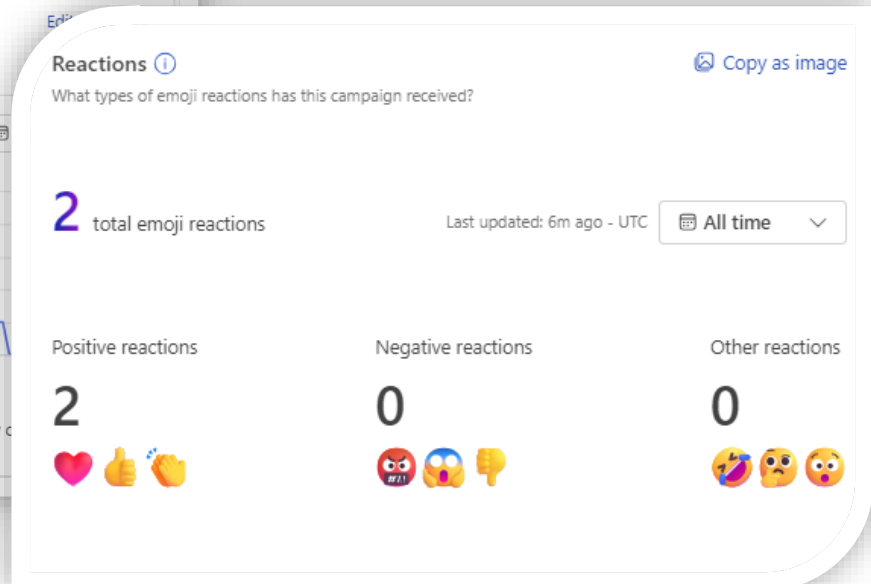 Reactions
Copy as image
What types of emoji reactions has this campaign received?
2 total emoji reactions
Last updated: 6m ago - UTC
All time
Positive reactions
Negative reactions
Other reactions
2
0
0